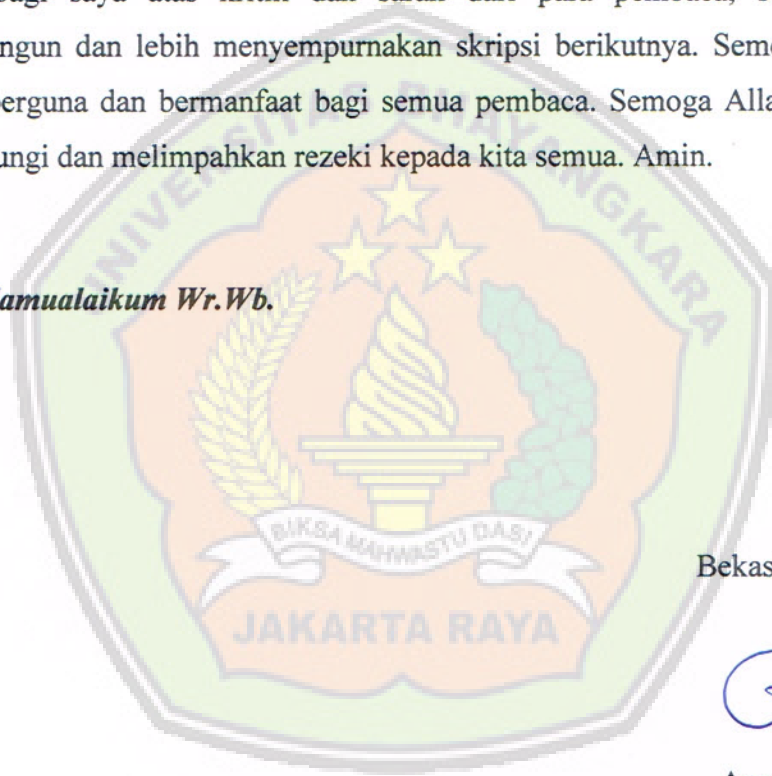 bagi saya atas kritik dan saran dari para pembaca,
ngun dan lebih menyempurnakan skripsi berikutnya. Sem
erguna dan bermanfaat bagi semua pembaca. Semoga Alla
ungi dan melimpahkan rezeki kepada kita semua. Amin.
UNIVERSITAS BHAYANGKARA
amualaikum Wr.Wb.
BIKSA MAHWASTU DASI
Bekas
JAKARTA RAYA